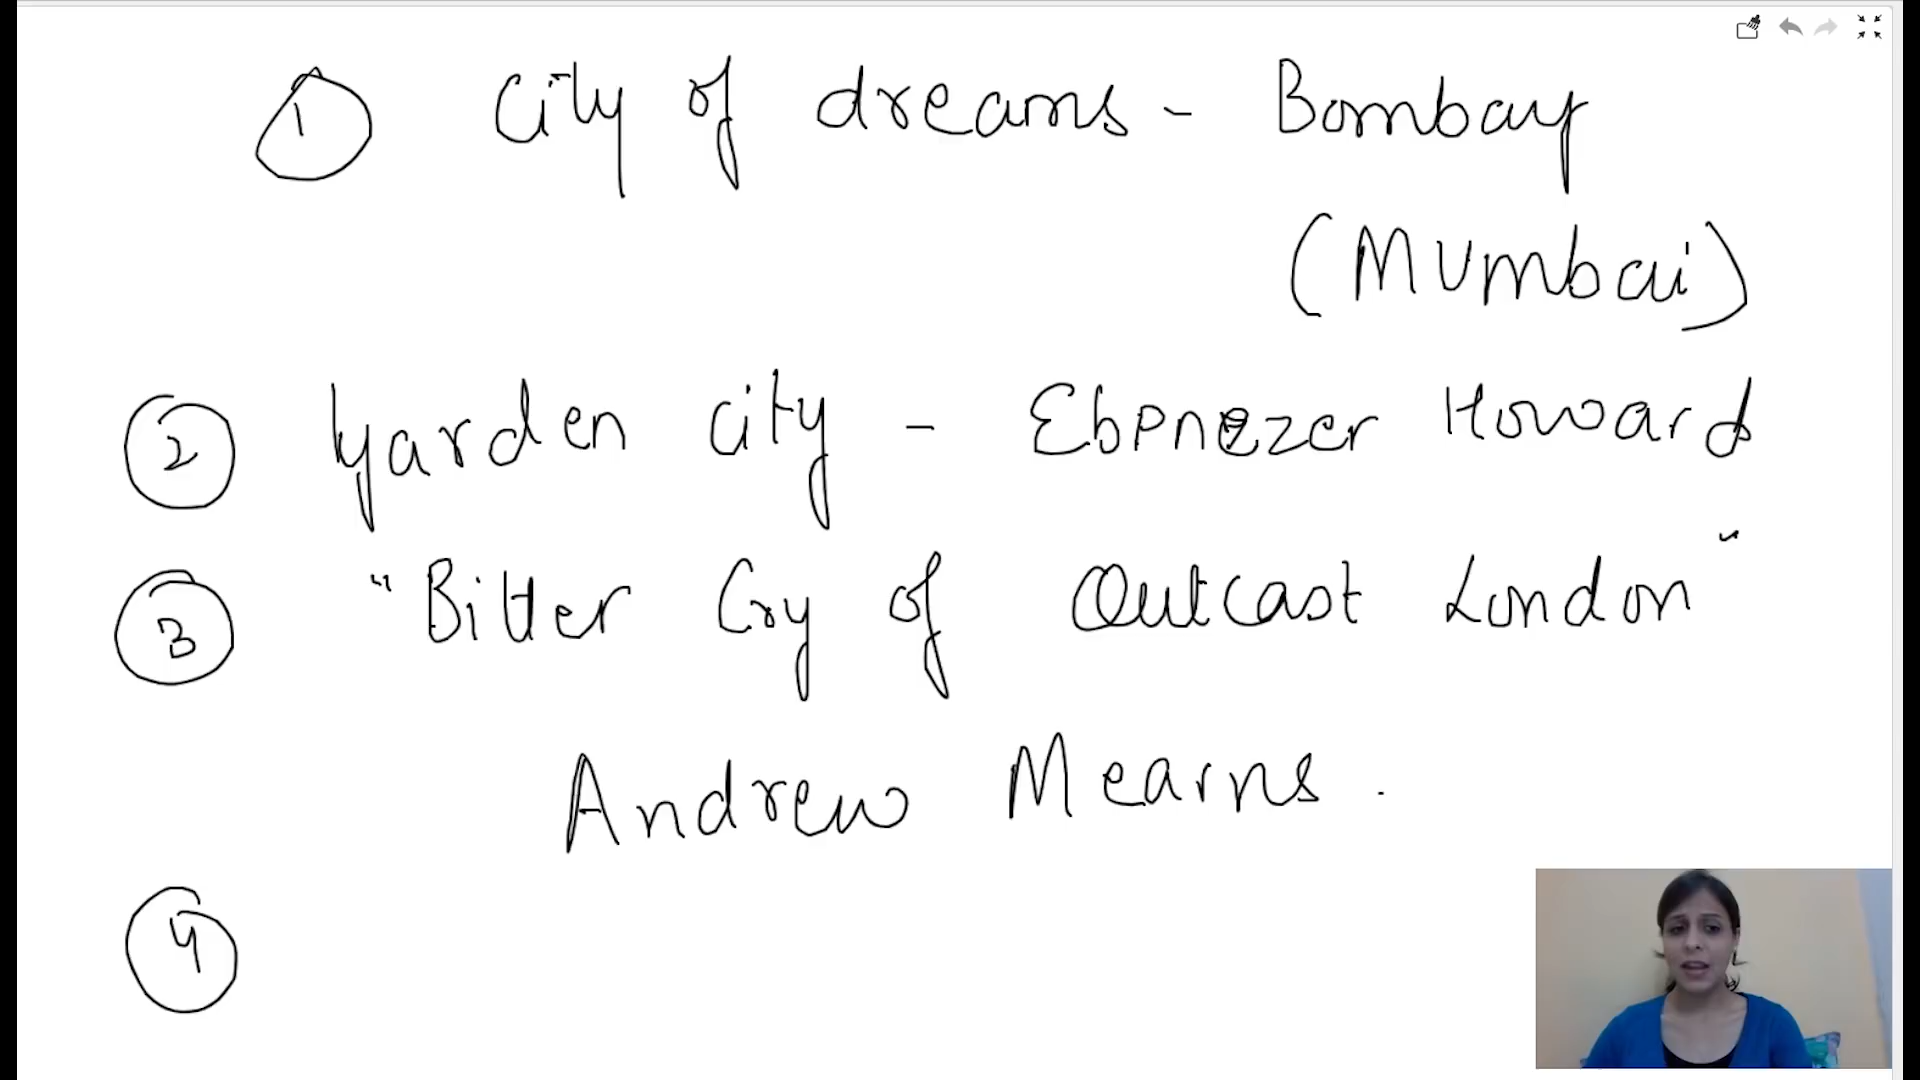 1 City of dreams - Bombay
(Mumbai)
2 Garden city - Ebenezer Howard
3 "Bitter Cry of Outcast London"
Andrew Mearns.
4